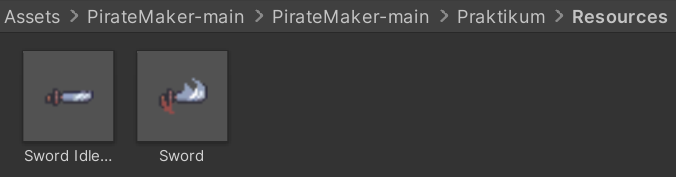 Assets > PirateMaker-main > PirateMaker-main > Praktikum > Resources
Sword Idle... Sword